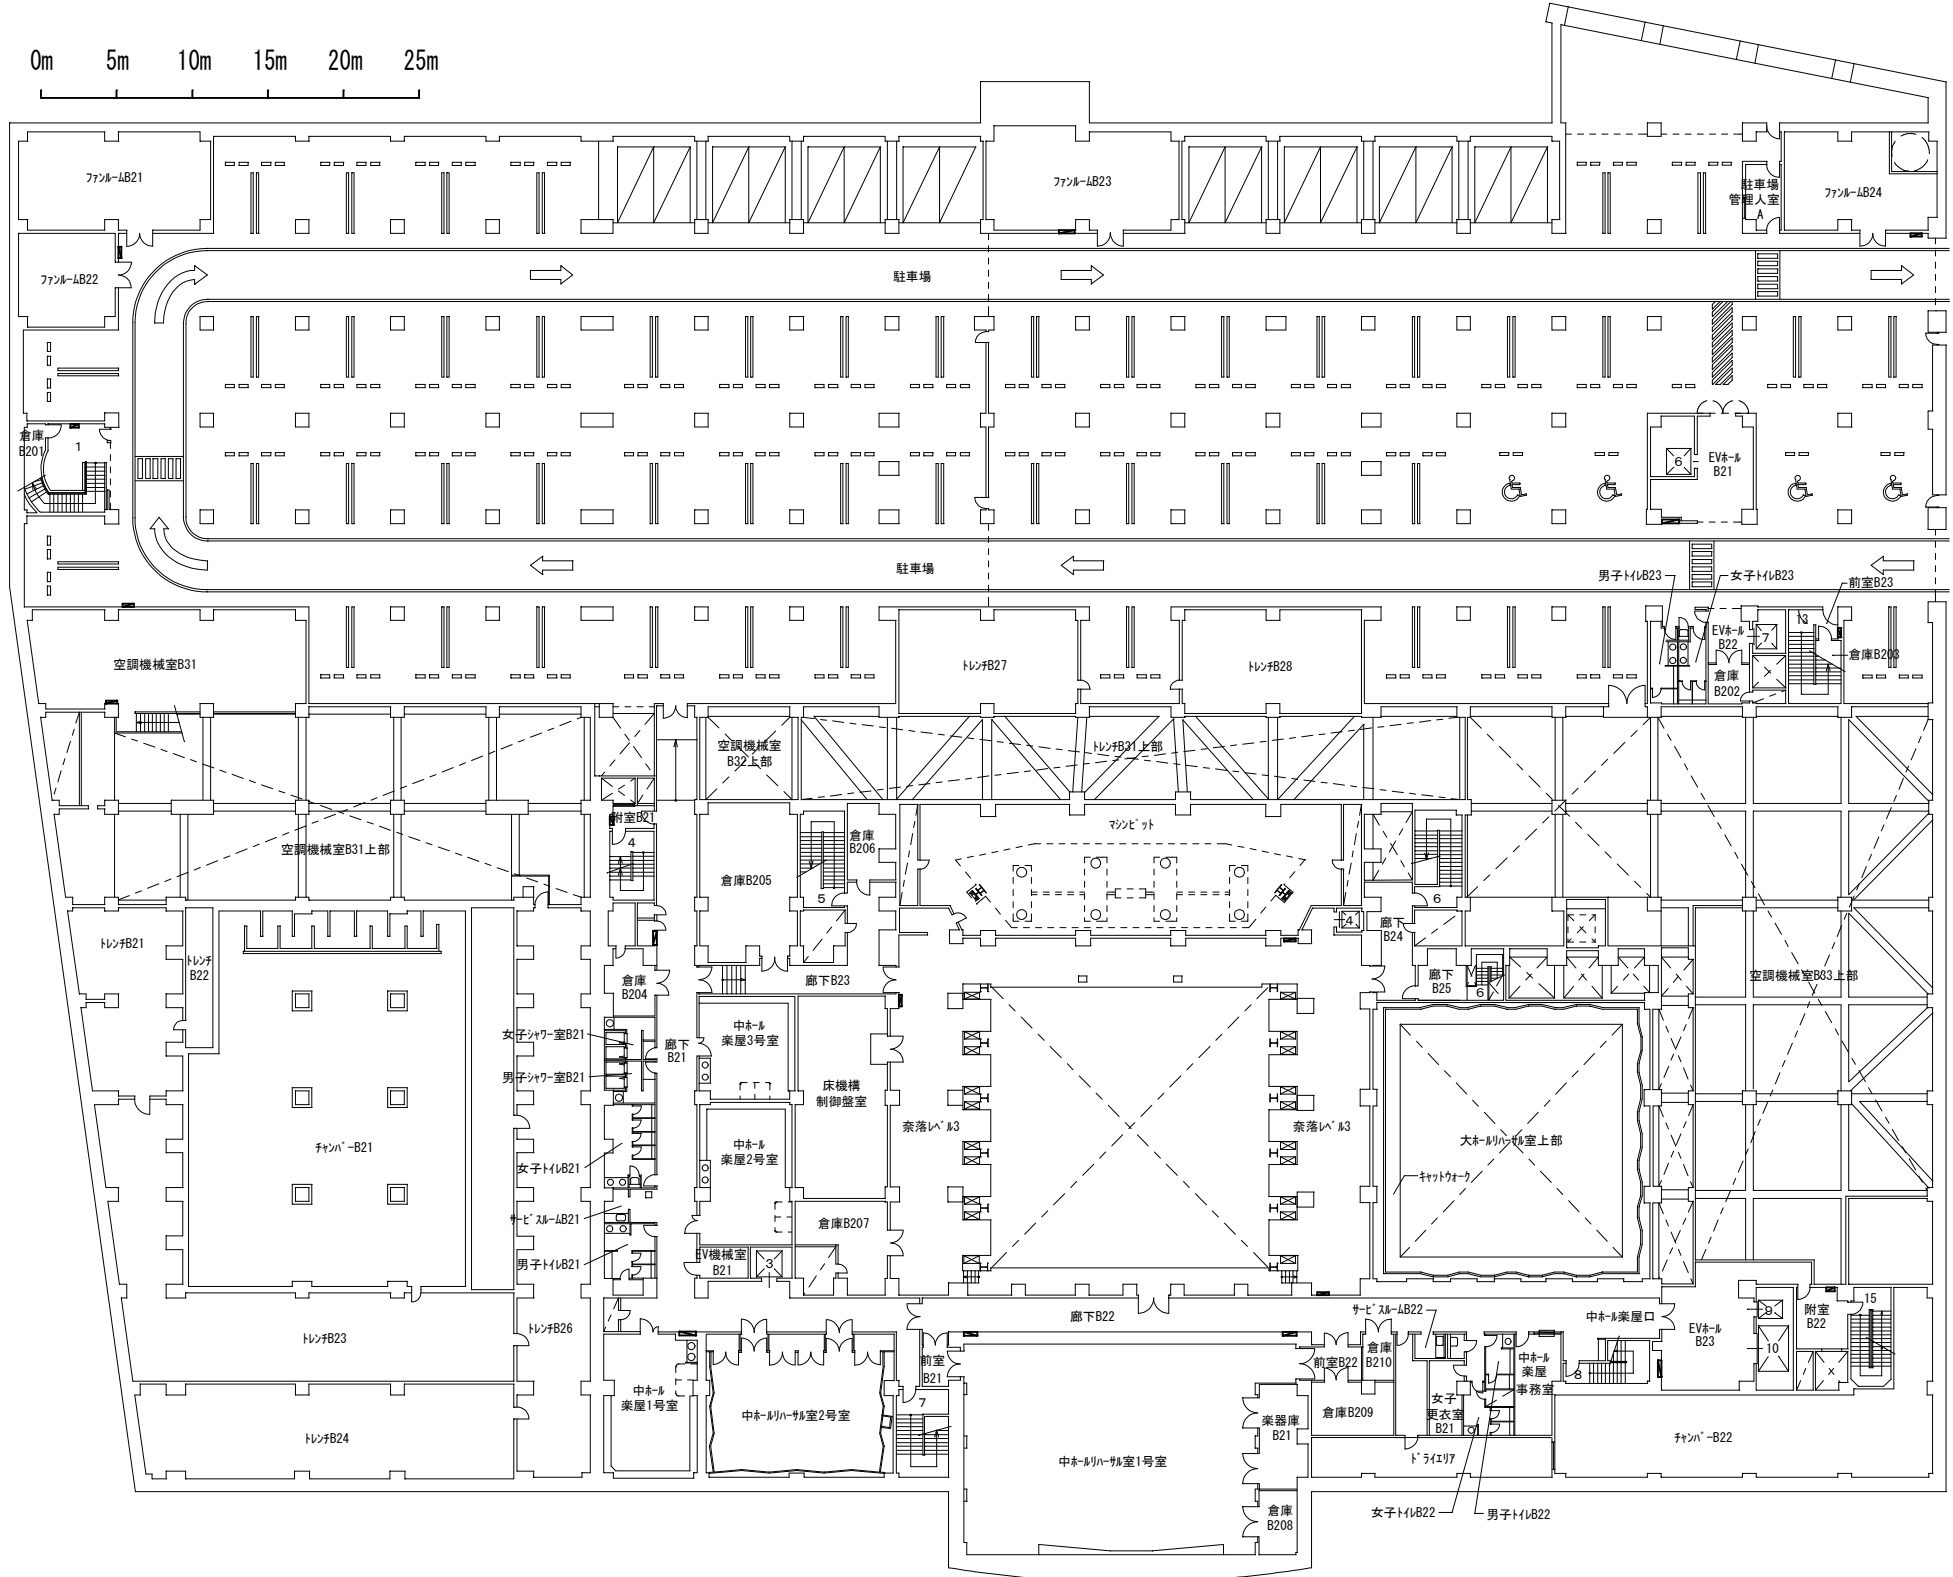 0m 5m 10m 15m 20m 25m
ファンルームB21
ファンルームB23
駐車場
管理人室
A
ファンルームB24
ファンルームB22
駐車場
倉庫
B201
1
6
EVホール
B21
駐車場
男子トイレB23
女子トイレB23
前室B23
空調機械室B31
トレンチB27
トレンチB28
EVホール
B22
7
13
倉庫
B202
倉庫B203
空調機械室
B32上部
トレンチB31上部
附室B21
4
空調機械室B31上部
倉庫B205
5
倉庫
B206
マシンピット
4
6
廊下
B24
トレンチB21
トレンチ
B22
倉庫
B204
廊下B23
廊下
B25
6
空調機械室B33上部
女子シャワー室B21
男子シャワー室B21
廊下
B21
中ホール
楽屋3号室
床機構
制御盤室
奈落レベル3
奈落レベル3
大ホールリハーサル室上部
キャットウォーク
チャンバーB21
中ホール
楽屋2号室
女子トイレB21
サービスルームB21
男子トイレB21
EV機械室
B21
3
倉庫B207
トレンチB23
トレンチB26
廊下B22
サービスルームB22
中ホール楽屋口
EVホール
B23
9
10
附室
B22
15
x
前室
B21
前室B22
倉庫
B210
中ホール
楽屋
事務室
8
中ホール
楽屋1号室
中ホールリハーサル室2号室
7
楽器庫
B21
倉庫B209
女子
更衣室
B21
トレンチB24
中ホールリハーサル室1号室
ドライエリア
チャンバーB22
倉庫
B208
女子トイレB22
男子トイレB22